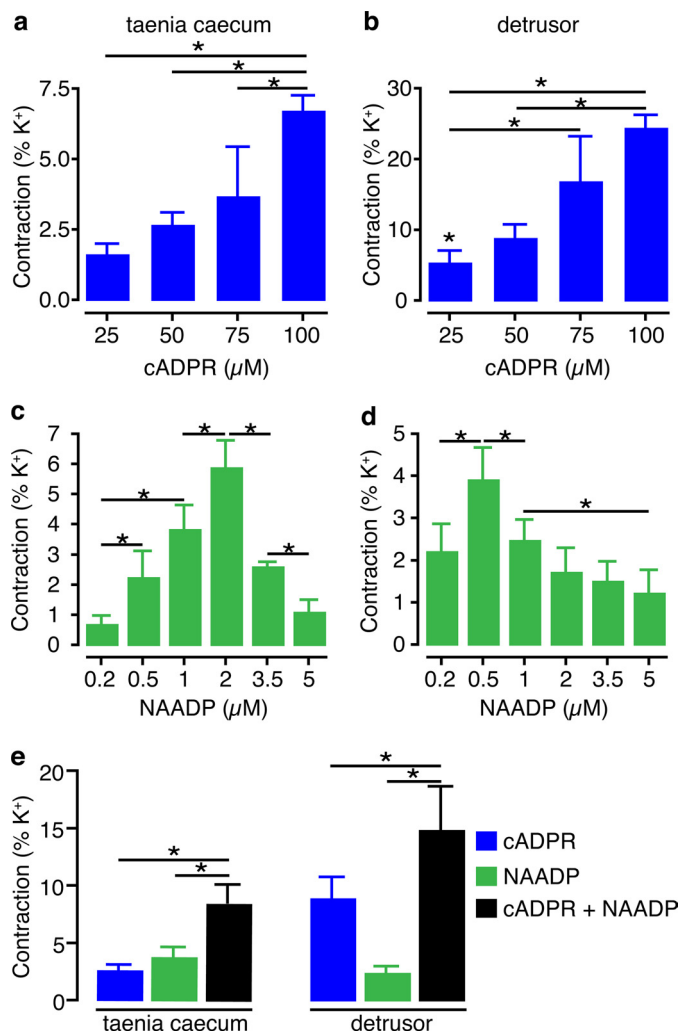 a
taenia caecum
Contraction (% K⁺)
7.5
5.0
2.5
0.0
*
*
*
25 50 75 100
cADPR (µM)
b
detrusor
Contraction (% K⁺)
30
20
10
0
*
*
*
*
25 50 75 100
cADPR (µM)
c
Contraction (% K⁺)
7
6
5
4
3
2
1
0
*
*
*
*
*
0.2 0.5 1 2 3.5 5
NAADP (µM)
d
Contraction (% K⁺)
5
4
3
2
1
0
*
*
*
0.2 0.5 1 2 3.5 5
NAADP (µM)
e
Contraction (% K⁺)
20
15
10
5
0
*
*
*
*
taenia caecum
detrusor
cADPR
NAADP
cADPR + NAADP